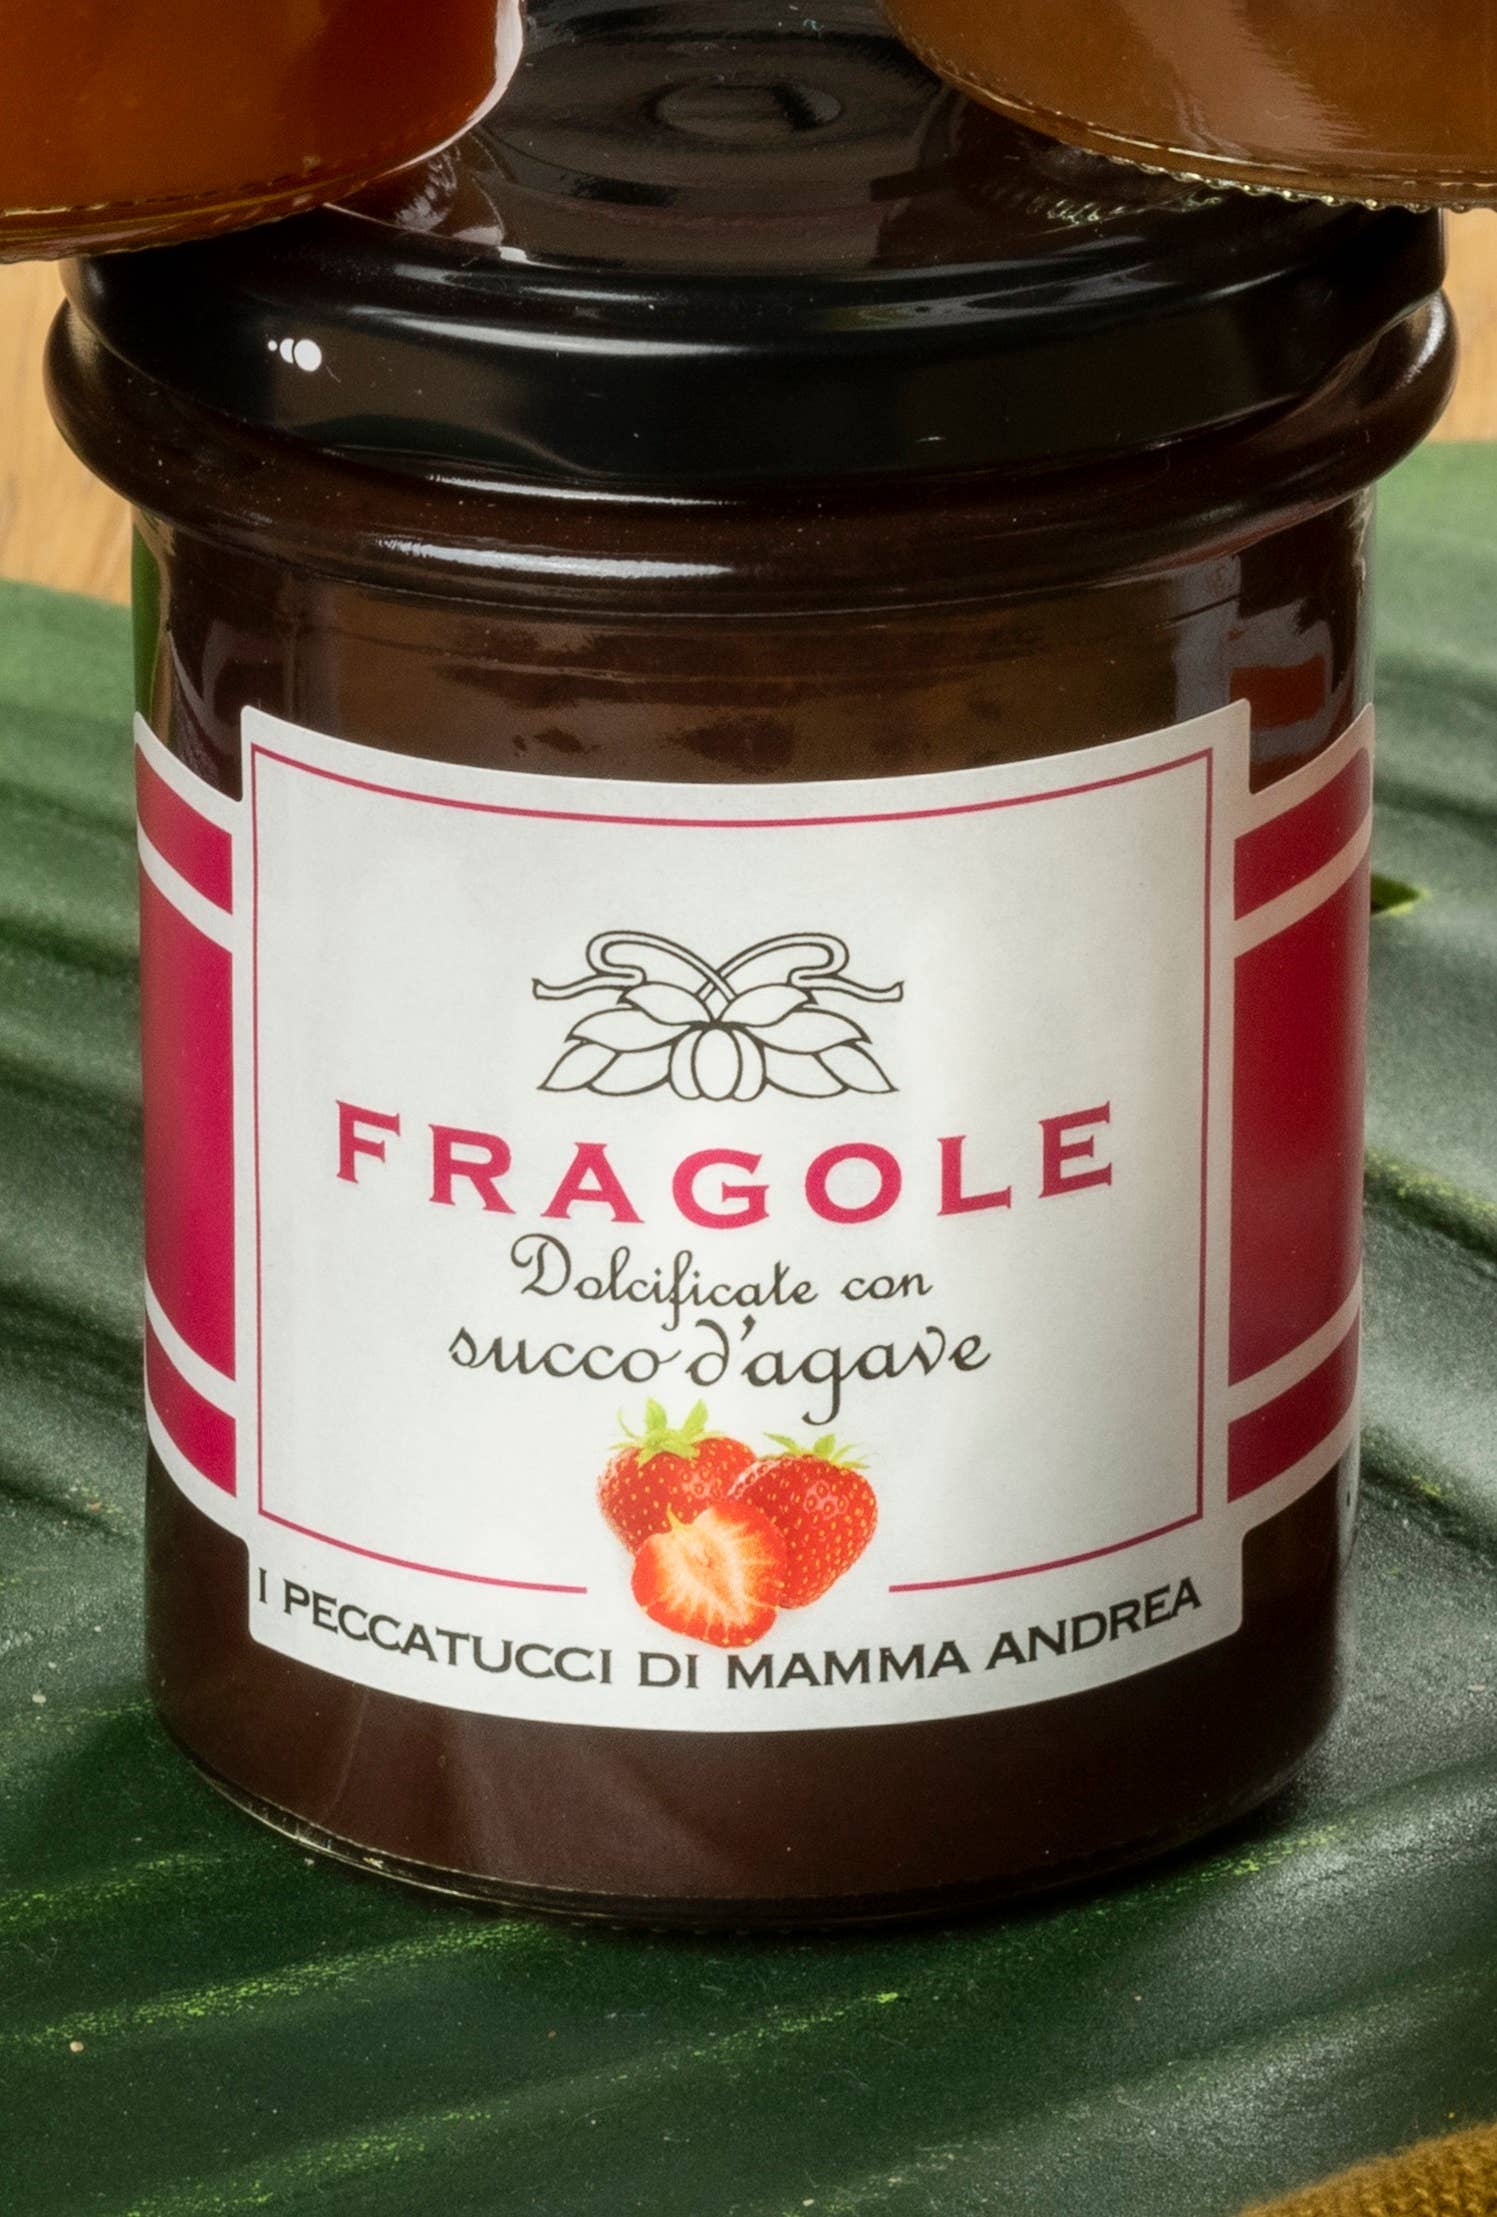 FRAGOLE
Dolcificate con
succo d'agave
I PECCATUCCI DI MAMMA ANDREA